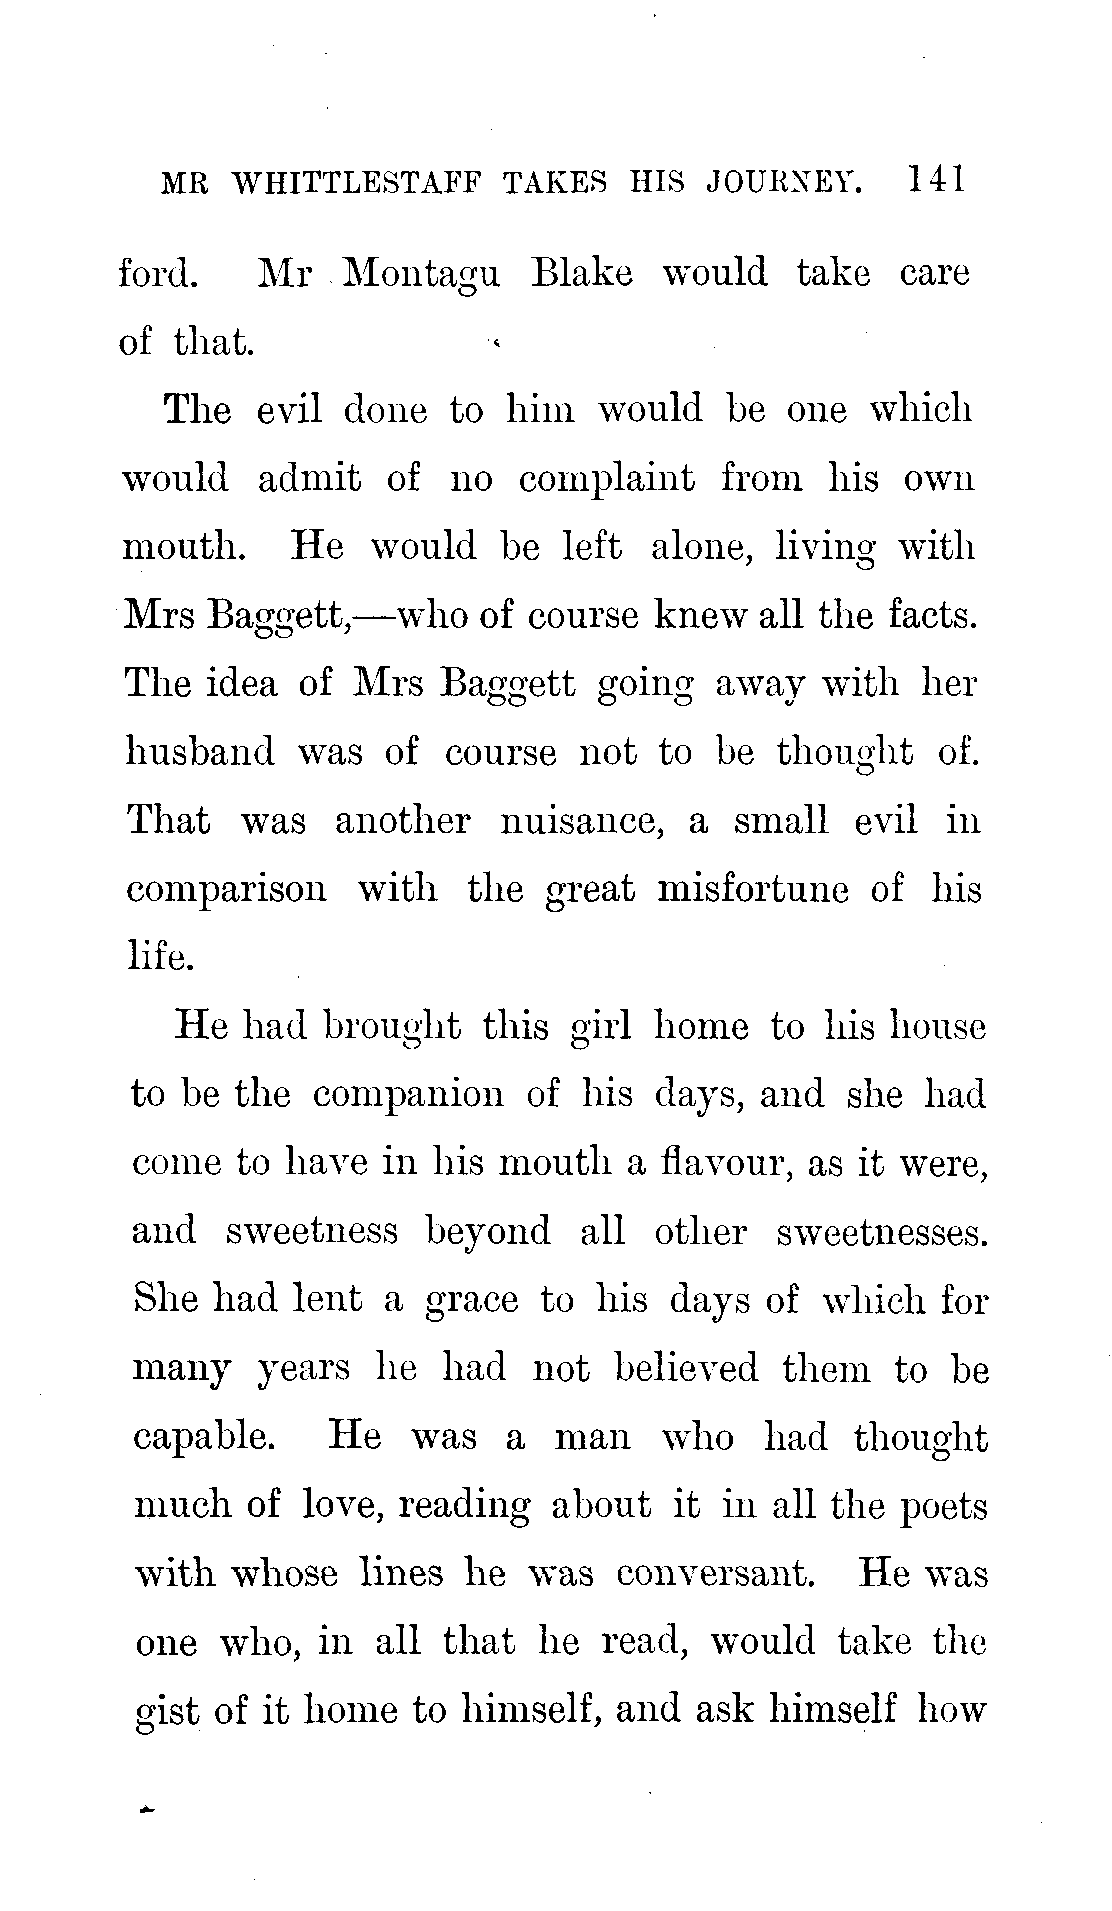 MR WHITTLESTAFF TAKES HIS JOURNEY. 141
ford. Mr Montagu Blake would take care
of that.
The evil done to him would be one which
would admit of no complaint from his own
mouth. He would be left alone, living with
Mrs Baggett,—who of course knew all the facts.
The idea of Mrs Baggett going away with her
husband was of course not to be thought of.
That was another nuisance, a small evil in
comparison with the great misfortune of his
life.
He had brought this girl home to his house
to be the companion of his days, and she had
come to have in his mouth a flavour, as it were,
and sweetness beyond all other sweetnesses.
She had lent a grace to his days of which for
many years he had not believed them to be
capable. He was a man who had thought
much of love, reading about it in all the poets
with whose lines he was conversant. He was
one who, in all that he read, would take the
gist of it home to himself, and ask himself how